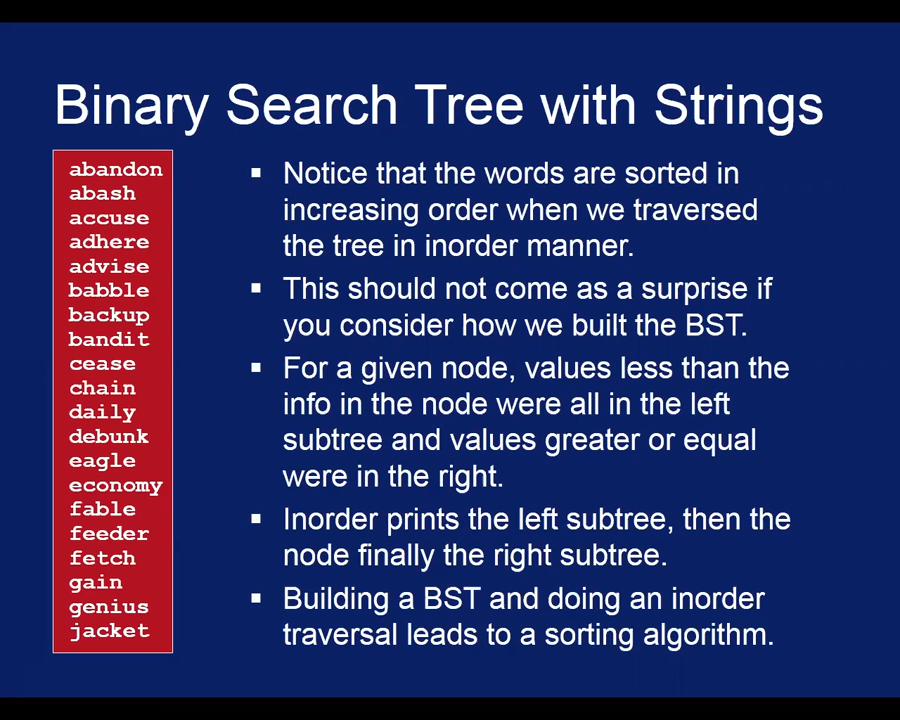 Binary Search Tree with Strings
abandon
abash
accuse
adhere
advise
babble
backup
bandit
cease
chain
daily
debunk
eagle
economy
fable
feeder
fetch
gain
genius
jacket
▪ Notice that the words are sorted in
increasing order when we traversed
the tree in inorder manner.
▪ This should not come as a surprise if
you consider how we built the BST.
▪ For a given node, values less than the
info in the node were all in the left
subtree and values greater or equal
were in the right.
▪ Inorder prints the left subtree, then the
node finally the right subtree.
▪ Building a BST and doing an inorder
traversal leads to a sorting algorithm.